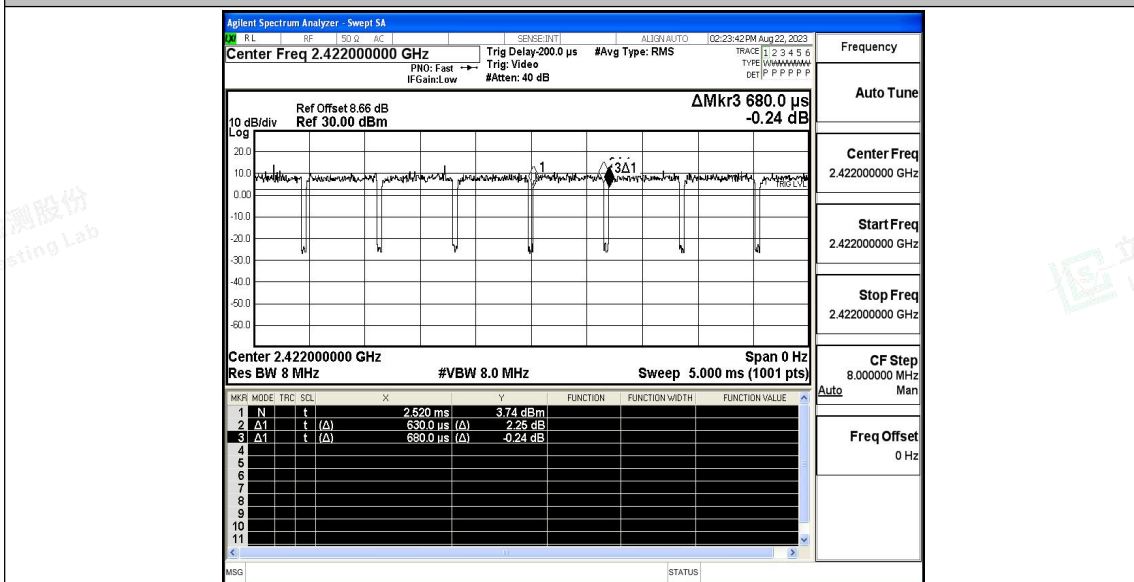 Agilent Spectrum Analyzer - Swept SA
RL RF 50 Ω AC SENSE:INT ALIGN AUTO 02:23:42 PM Aug 22, 2023
Center Freq 2.422000000 GHz
PNO: Fast
IFGain:Low
Trig Delay-200.0 µs
Trig: Video
#Atten: 40 dB
#Avg Type: RMS
TRACE 1 2 3 4 5 6
TYPE
DET P P P P P P
ΔMkr3 680.0 µs
-0.24 dB
Ref Offset 8.66 dB
Ref 30.00 dBm
10 dB/div
Log
20.0
10.0
0.00
-10.0
-20.0
-30.0
-40.0
-50.0
-60.0
1
3Δ1
TRIG LVL
Center 2.422000000 GHz Span 0 Hz
Res BW 8 MHz #VBW 8.0 MHz Sweep 5.000 ms (1001 pts)
MKR MODE TRC SCL X Y FUNCTION FUNCTION WIDTH FUNCTION VALUE
1 N t 2.520 ms 3.74 dBm
2 Δ1 t (Δ) 630.0 µs (Δ) 2.25 dB
3 Δ1 t (Δ) 680.0 µs (Δ) -0.24 dB
4
5
6
7
8
9
10
11
MSG STATUS
Frequency
Auto Tune
Center Freq
2.422000000 GHz
Start Freq
2.422000000 GHz
Stop Freq
2.422000000 GHz
CF Step
8.000000 MHz
Auto Man
Freq Offset
0 Hz
测股份
sting Lab
立